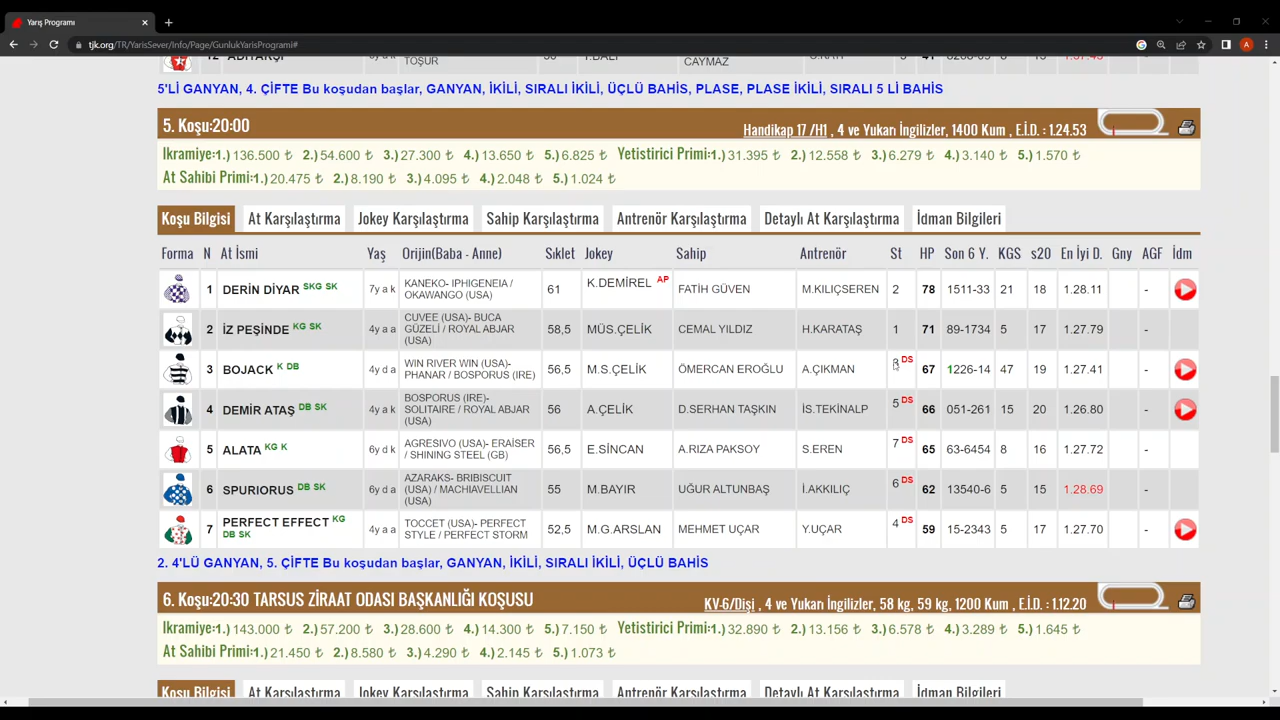 Yarış Programı
tjk.org/TR/YarisSever/Info/Page/GunlukYarisProgrami#
TOŞUR
CAYMAZ
5'Lİ GANYAN, 4. ÇİFTE Bu koşudan başlar, GANYAN, İKİLİ, SIRALI İKİLİ, ÜÇLÜ BAHİS, PLASE, PLASE İKİLİ, SIRALI 5 Lİ BAHİS
5. Koşu:20:00
Handikap 17 /H1 , 4 ve Yukarı İngilizler, 1400 Kum , E.İ.D. : 1.24.53
Ikramiye:1.) 136.500 ₺ 2.) 54.600 ₺ 3.) 27.300 ₺ 4.) 13.650 ₺ 5.) 6.825 ₺ Yetistirici Primi:1.) 31.395 ₺ 2.) 12.558 ₺ 3.) 6.279 ₺ 4.) 3.140 ₺ 5.) 1.570 ₺
At Sahibi Primi:1.) 20.475 ₺ 2.) 8.190 ₺ 3.) 4.095 ₺ 4.) 2.048 ₺ 5.) 1.024 ₺
Koşu Bilgisi At Karşılaştırma Jokey Karşılaştırma Sahip Karşılaştırma Antrenör Karşılaştırma Detaylı At Karşılaştırma İdman Bilgileri
Forma N At İsmi Yaş Orijin(Baba - Anne) Sıklet Jokey Sahip Antrenör St HP Son 6 Y. KGS s20 En İyi D. Gny AGF İdm
1 DERİN DİYAR SKG SK 7y a k KANEKO- IPHIGENEIA / OKAWANGO (USA) 61 K.DEMİREL AP FATİH GÜVEN M.KILIÇSEREN 2 78 1511-33 21 18 1.28.11 -
2 İZ PEŞİNDE KG SK 4y a k CUVEE (USA)- BUCA GÜZELİ / ROYAL ABJAR (USA) 58,5 MÜS.ÇELİK CEMAL YILDIZ H.KARATAŞ 1 71 89-1734 5 17 1.27.79 -
3 BOJACK K DB 4y d a WIN RIVER WIN (USA)- PHANAR / BOSPORUS (IRE) 56,5 M.S.ÇELİK ÖMERCAN EROĞLU A.ÇIKMAN 3 DS 67 1226-14 47 19 1.27.41 -
4 DEMİR ATAŞ DB SK 4y a k BOSPORUS (IRE)- SOLITAIRE / ROYAL ABJAR (USA) 56 A.ÇELİK D.SERHAN TAŞKIN İS.TEKİNALP 5 DS 66 051-261 15 20 1.26.80 -
5 ALATA KG K 6y d k AGRESIVO (USA)- ERAİSER / SHINING STEEL (GB) 56,5 E.SİNCAN A.RIZA PAKSOY S.EREN 7 DS 65 63-6454 8 16 1.27.72
6 SPURIORUS DB SK 6y d a AZARAKS- BRIBISCUIT (USA) / MACHIAVELLIAN (USA) 55 M.BAYIR UĞUR ALTUNBAŞ İ.AKKILIÇ 6 DS 62 13540-6 5 15 1.28.69 -
7 PERFECT EFFECT KG DB SK 4y a a TOCCET (USA)- PERFECT STYLE / PERFECT STORM 52,5 M.G.ARSLAN MEHMET UÇAR Y.UÇAR 4 DS 59 15-2343 5 17 1.27.70 -
2. 4'LÜ GANYAN, 5. ÇİFTE Bu koşudan başlar, GANYAN, İKİLİ, SIRALI İKİLİ, ÜÇLÜ BAHİS
6. Koşu:20:30 TARSUS ZİRAAT ODASI BAŞKANLIĞI KOŞUSU
KV-6/Dişi , 4 ve Yukarı İngilizler, 58 kg, 59 kg, 1200 Kum , E.İ.D. : 1.12.20
Ikramiye:1.) 143.000 ₺ 2.) 57.200 ₺ 3.) 28.600 ₺ 4.) 14.300 ₺ 5.) 7.150 ₺ Yetistirici Primi:1.) 32.890 ₺ 2.) 13.156 ₺ 3.) 6.578 ₺ 4.) 3.289 ₺ 5.) 1.645 ₺
At Sahibi Primi:1.) 21.450 ₺ 2.) 8.580 ₺ 3.) 4.290 ₺ 4.) 2.145 ₺ 5.) 1.073 ₺
Koşu Bilgisi At Karşılaştırma Jokey Karşılaştırma Sahip Karşılaştırma Antrenör Karşılaştırma Detaylı At Karşılaştırma İdman Bilgileri